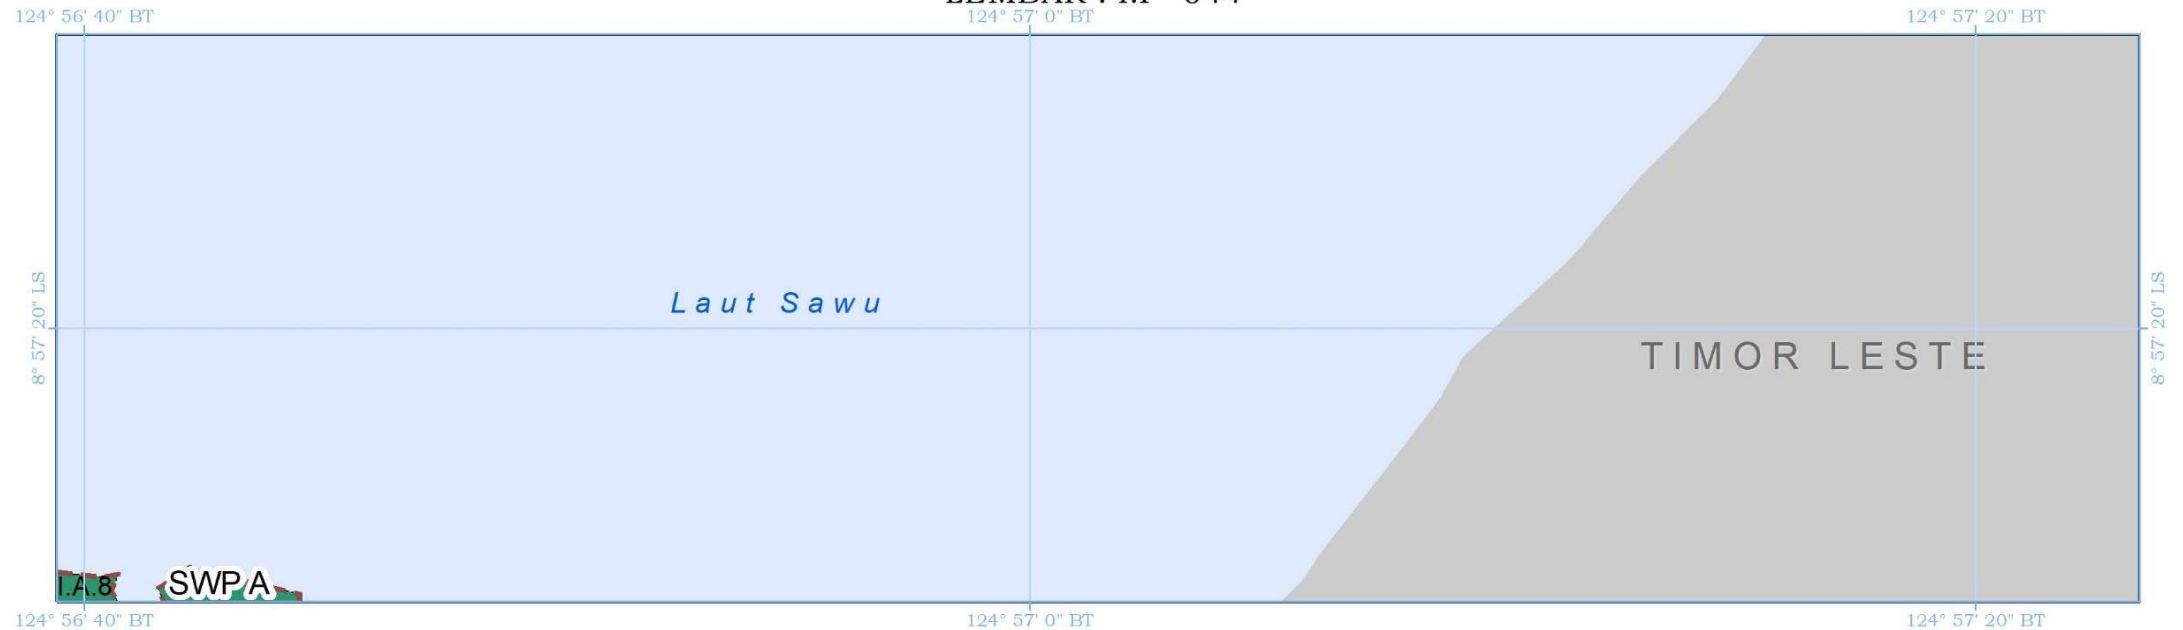 124° 56' 40" BT
124° 57' 0" BT
124° 57' 20" BT
8° 57' 20" LS
Laut Sawu
8° 57' 20" LS
TIMOR LESTE
I.A.8
SWP A
124° 56' 40" BT
124° 57' 0" BT
124° 57' 20" BT